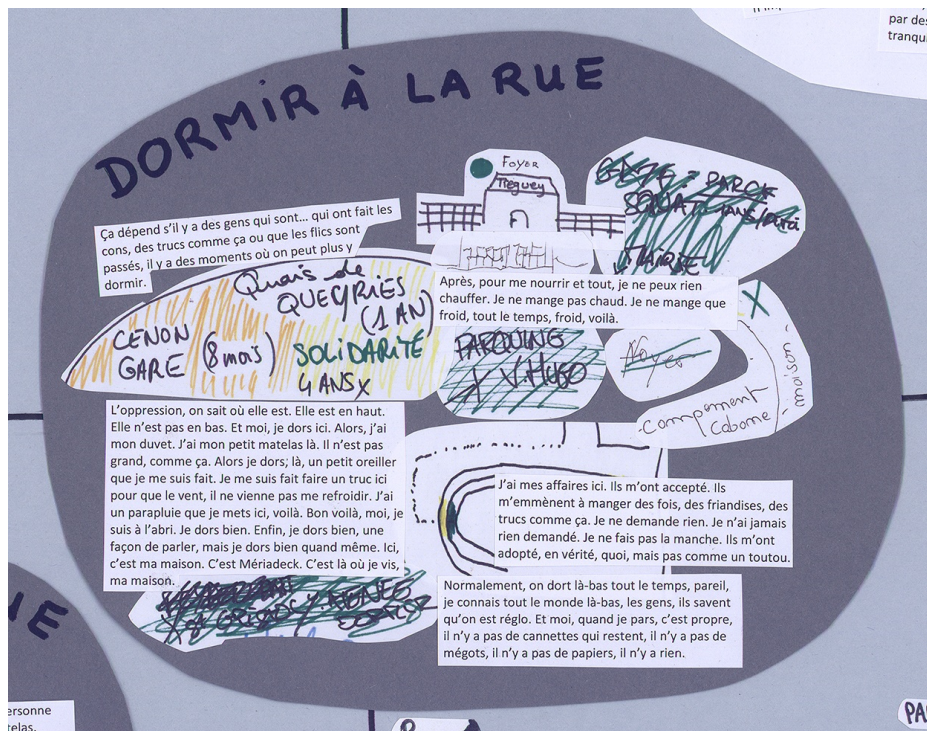 par des
tranqu
DORMIR À LA RUE
FOYER
Tréguey
PARCK
SQUAT
MAIRIE
Ça dépend s'il y a des gens qui sont… qui ont fait les
cons, des trucs comme ça ou que les flics sont
passés, il y a des moments où on peut plus y
dormir.
Après, pour me nourrir et tout, je ne peux rien
chauffer. Je ne mange pas chaud. Je ne mange que
froid, tout le temps, froid, voilà.
Quais de
QUEYRIES
(1 AN)
CENON
GARE
(8 mois)
SOLIDARITÉ
4 ANS X
PARQUING
V. HUGO
Foyer
X
campement
Cabane
-maison-
L'oppression, on sait où elle est. Elle est en haut.
Elle n'est pas en bas. Et moi, je dors ici. Alors, j'ai
mon duvet. J'ai mon petit matelas là. Il n'est pas
grand, comme ça. Alors je dors; là, un petit oreiller
que je me suis fait. Je me suis fait faire un truc ici
pour que le vent, il ne vienne pas me refroidir. J'ai
un parapluie que je mets ici, voilà. Bon voilà, moi, je
suis à l'abri. Je dors bien. Enfin, je dors bien, une
façon de parler, mais je dors bien quand même. Ici,
c'est ma maison. C'est Mériadeck. C'est là où je vis,
ma maison.
J'ai mes affaires ici. Ils m'ont accepté. Ils
m'emmènent à manger des fois, des friandises, des
trucs comme ça. Je ne demande rien. Je n'ai jamais
rien demandé. Je ne fais pas la manche. Ils m'ont
adopté, en vérité, quoi, mais pas comme un toutou.
Normalement, on dort là-bas tout le temps, pareil,
je connais tout le monde là-bas, les gens, ils savent
qu'on est réglo. Et moi, quand je pars, c'est propre,
il n'y a pas de cannettes qui restent, il n'y a pas de
mégots, il n'y a pas de papiers, il n'y a rien.
UE
ersonne
telas.
PA